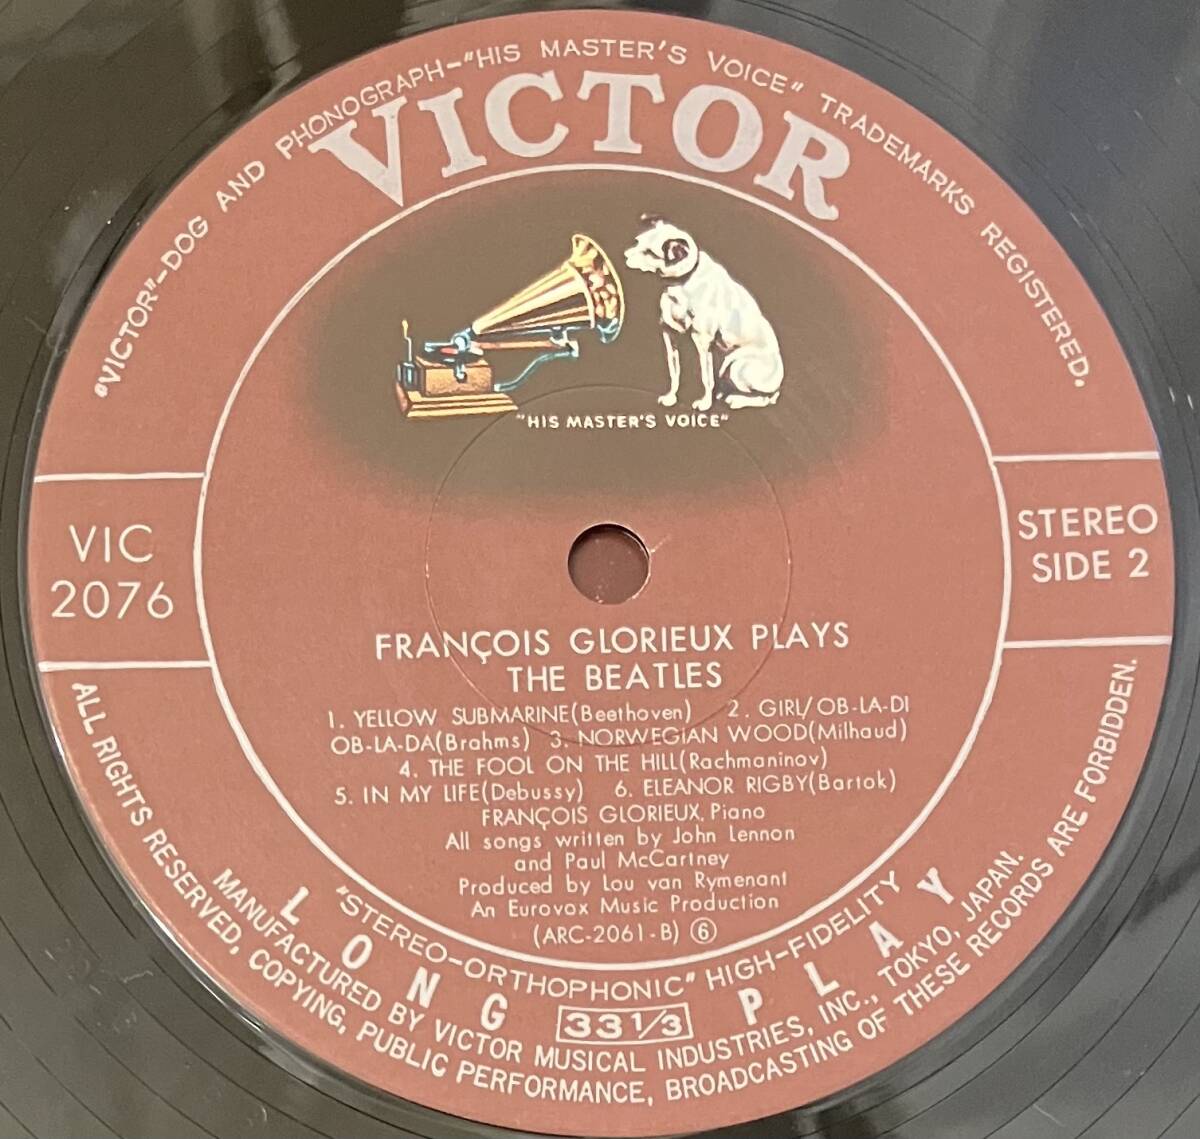 "VICTOR"-DOG AND PHONOGRAPH-"HIS MASTER'S VOICE" TRADEMARKS REGISTERED.
VICTOR
"HIS MASTER'S VOICE"
VIC
2076
STEREO
SIDE 2
FRANÇOIS GLORIEUX PLAYS
THE BEATLES
1. YELLOW SUBMARINE(Beethoven) 2. GIRL/OB-LA-DI
OB-LA-DA(Brahms) 3. NORWEGIAN WOOD(Milhaud)
4. THE FOOL ON THE HILL(Rachmaninov)
5. IN MY LIFE(Debussy) 6. ELEANOR RIGBY(Bartok)
FRANÇOIS GLORIEUX, Piano
All songs written by John Lennon
and Paul McCartney
Produced by Lou van Rymenant
An Eurovox Music Production
(ARC-2061-B) ⑥
"STEREO-ORTHOPHONIC" HIGH-FIDELITY
LONG 33 1/3 PLAY
MANUFACTURED BY VICTOR MUSICAL INDUSTRIES, INC., TOKYO, JAPAN.
ALL RIGHTS RESERVED, COPYING, PUBLIC PERFORMANCE, BROADCASTING OF THESE RECORDS ARE FORBIDDEN.